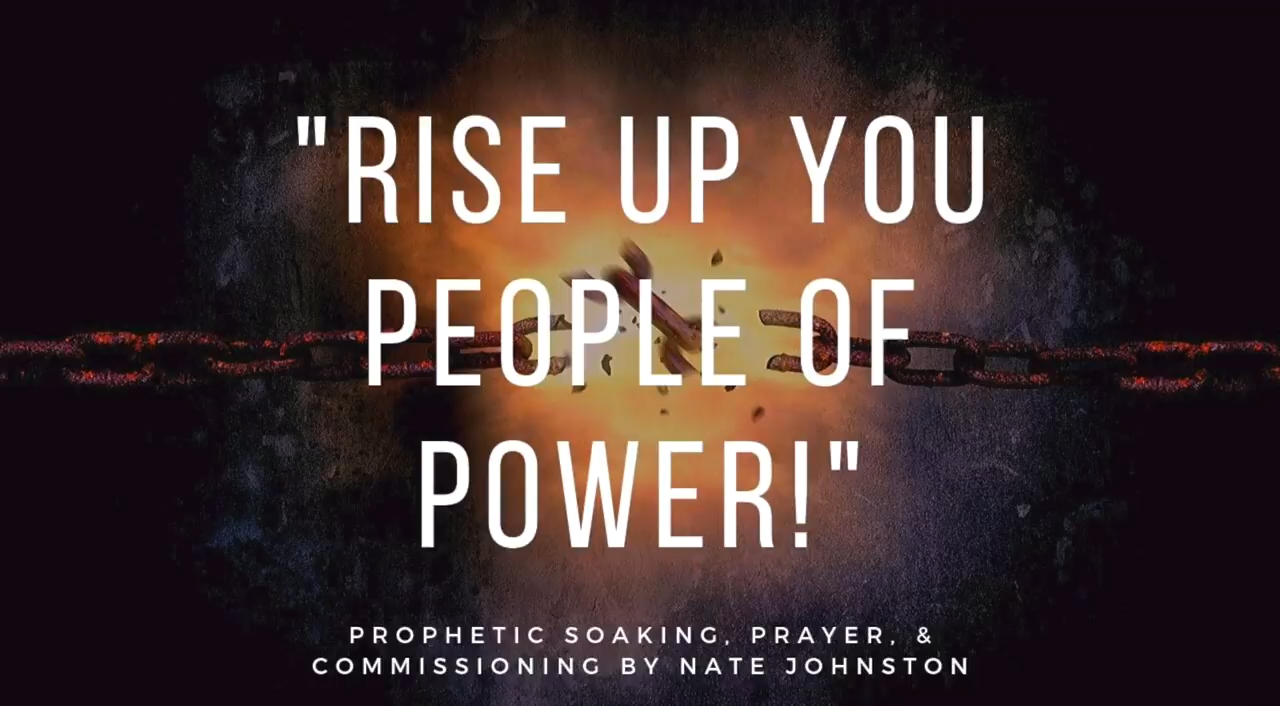 "RISE UP YOU
PEOPLE OF
POWER!"
PROPHETIC SOAKING, PRAYER, &
COMMISSIONING BY NATE JOHNSTON